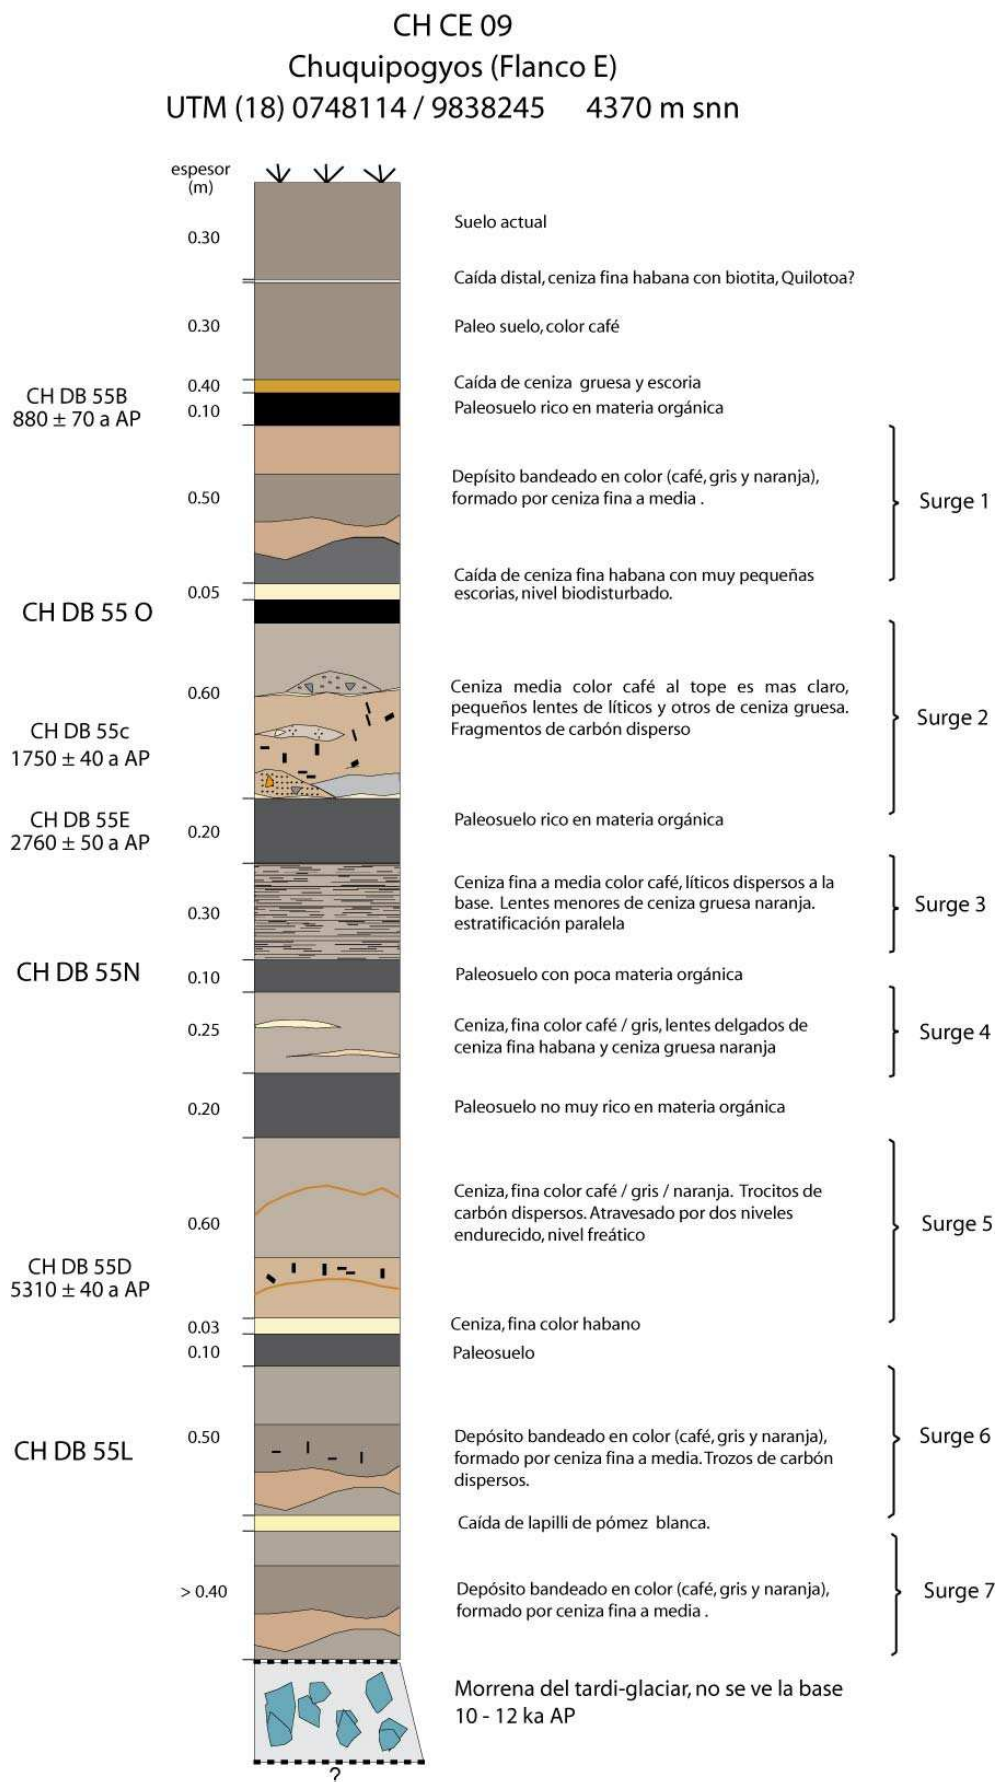 CH CE 09
Chuquipogyos (Flanco E)
UTM (18) 0748114 / 9838245 4370 m snn
espesor
(m)
0.30
Suelo actual
Caída distal, ceniza fina habana con biotita, Quilotoa?
0.30
Paleo suelo, color café
CH DB 55B
880 ± 70 a AP
0.40
Caída de ceniza gruesa y escoria
0.10
Paleosuelo rico en materia orgánica
0.50
Depísito bandeado en color (café, gris y naranja),
formado por ceniza fina a media .
Surge 1
0.05
Caída de ceniza fina habana con muy pequeñas
escorias, nivel biodisturbado.
CH DB 55 O
0.60
Ceniza media color café al tope es mas claro,
pequeños lentes de líticos y otros de ceniza gruesa.
Fragmentos de carbón disperso
Surge 2
CH DB 55c
1750 ± 40 a AP
CH DB 55E
2760 ± 50 a AP
0.20
Paleosuelo rico en materia orgánica
0.30
Ceniza fina a media color café, líticos dispersos a la
base. Lentes menores de ceniza gruesa naranja.
estratificación paralela
Surge 3
CH DB 55N
0.10
Paleosuelo con poca materia orgánica
0.25
Ceniza, fina color café / gris, lentes delgados de
ceniza fina habana y ceniza gruesa naranja
Surge 4
0.20
Paleosuelo no muy rico en materia orgánica
0.60
Ceniza, fina color café / gris / naranja. Trocitos de
carbón dispersos. Atravesado por dos niveles
endurecido, nivel freático
Surge 5
CH DB 55D
5310 ± 40 a AP
0.03
Ceniza, fina color habano
0.10
Paleosuelo
CH DB 55L
0.50
Depósito bandeado en color (café, gris y naranja),
formado por ceniza fina a media. Trozos de carbón
dispersos.
Surge 6
Caída de lapilli de pómez blanca.
> 0.40
Depósito bandeado en color (café, gris y naranja),
formado por ceniza fina a media .
Surge 7
Morrena del tardi-glaciar, no se ve la base
10 - 12 ka AP
?